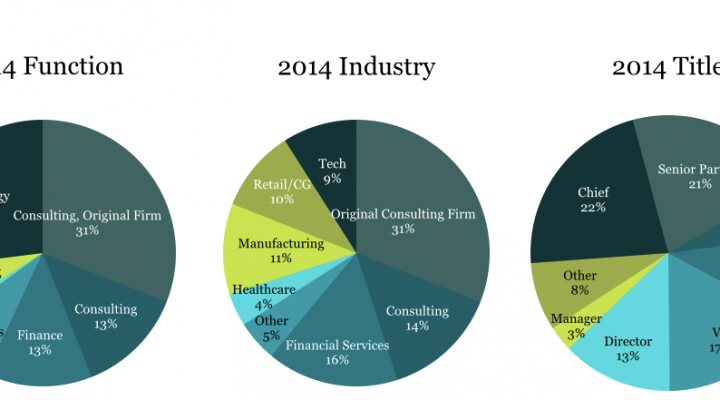 4 Function
2014 Industry
2014 Title
Consulting, Original Firm
31%
Consulting
13%
Finance
13%
Tech
9%
Retail/CG
10%
Original Consulting Firm
31%
Manufacturing
11%
Healthcare
4%
Other
5%
Consulting
14%
Financial Services
16%
Chief
22%
Senior Par
21%
Other
8%
Manager
3%
Director
13%
V
17